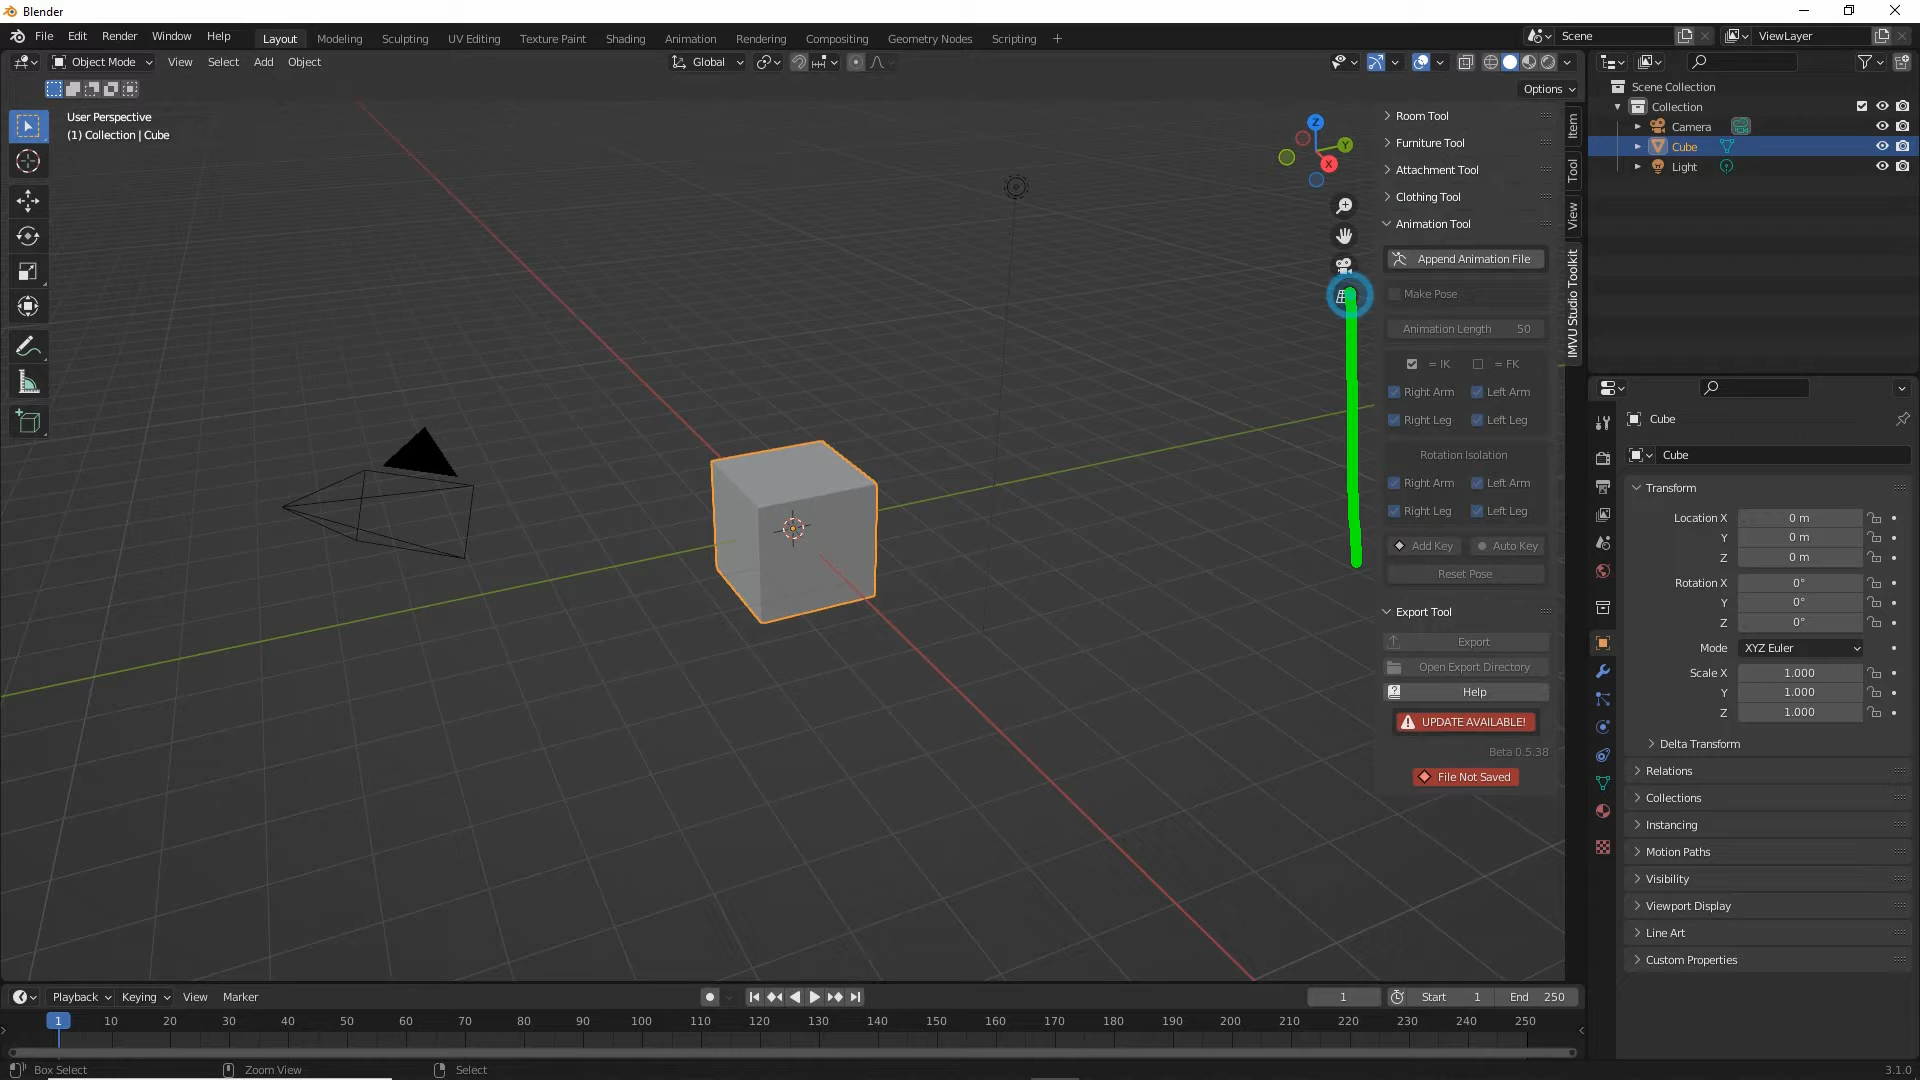 Blender
File Edit Render Window Help Layout Modeling Sculpting UV Editing Texture Paint Shading Animation Rendering Compositing Geometry Nodes Scripting Scene ViewLayer
Object Mode View Select Add Object Global
Options
User Perspective
(1) Collection | Cube
Z
Y
X
Room Tool
Furniture Tool
Attachment Tool
Clothing Tool
Animation Tool
Append Animation File
Make Pose
Animation Length 50
= IK = FK
Right Arm Left Arm
Right Leg Left Leg
Rotation Isolation
Right Arm Left Arm
Right Leg Left Leg
Add Key Auto Key
Reset Pose
Export Tool
Export
Open Export Directory
Help
UPDATE AVAILABLE!
Beta 0.5.38
File Not Saved
Item
Tool
View
IMVU Studio Toolkit
Scene Collection
Collection
Camera
Cube
Light
Cube
Cube
Transform
Location X 0 m
Y 0 m
Z 0 m
Rotation X 0°
Y 0°
Z 0°
Mode XYZ Euler
Scale X 1.000
Y 1.000
Z 1.000
Delta Transform
Relations
Collections
Instancing
Motion Paths
Visibility
Viewport Display
Line Art
Custom Properties
Playback Keying View Marker 1 Start 1 End 250
1 10 20 30 40 50 60 70 80 90 100 110 120 130 140 150 160 170 180 190 200 210 220 230 240 250
Box Select Zoom View Select 3.1.0